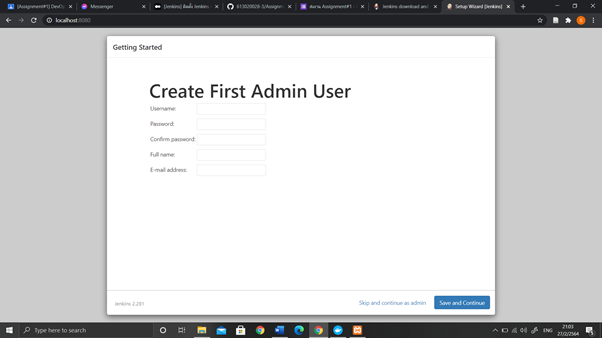 [Assignment#1] DevO
Messenger
[Jenkins] ติดตั้ง Jenkins
613020028-3/Assignm
ส่งงาน Assignment#1
Jenkins download an
Setup Wizard [Jenkins]
localhost:8080
Getting Started
Create First Admin User
Username:
Password:
Confirm password:
Full name:
E-mail address:
Jenkins 2.281
Skip and continue as admin
Save and Continue
Type here to search
ENG
21:03
27/2/2564